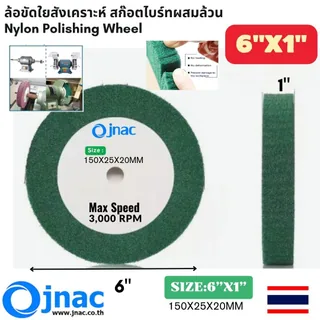 ล้อขัดใยสังเคราะห์ สก๊อตไบร์ทผสมล้วน
Nylon Polishing Wheel
6"X1"
1"
jnac
Size :
150X25X20MM
Max Speed
3,000 RPM
6"
jnac
www.jnac.co.th
SIZE:6"X1"
150X25X20MM